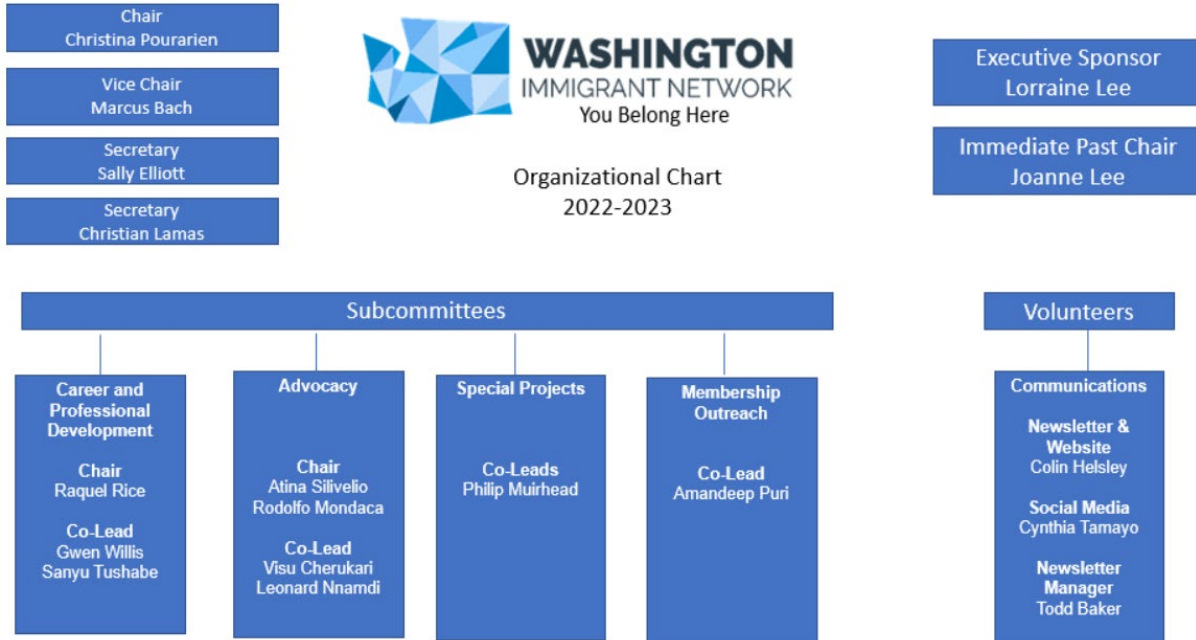 Chair
Christina Pourarien
Vice Chair
Marcus Bach
Secretary
Sally Elliott
Secretary
Christian Lamas
WASHINGTON
IMMIGRANT NETWORK
You Belong Here
Organizational Chart
2022-2023
Executive Sponsor
Lorraine Lee
Immediate Past Chair
Joanne Lee
Subcommittees
Career and
Professional
Development
Chair
Raquel Rice
Co-Lead
Gwen Willis
Sanyu Tushabe
Advocacy
Chair
Atina Silivelio
Rodolfo Mondaca
Co-Lead
Visu Cherukari
Leonard Nnamdi
Special Projects
Co-Leads
Philip Muirhead
Membership
Outreach
Co-Lead
Amandeep Puri
Volunteers
Communications
Newsletter &
Website
Colin Helsley
Social Media
Cynthia Tamayo
Newsletter
Manager
Todd Baker